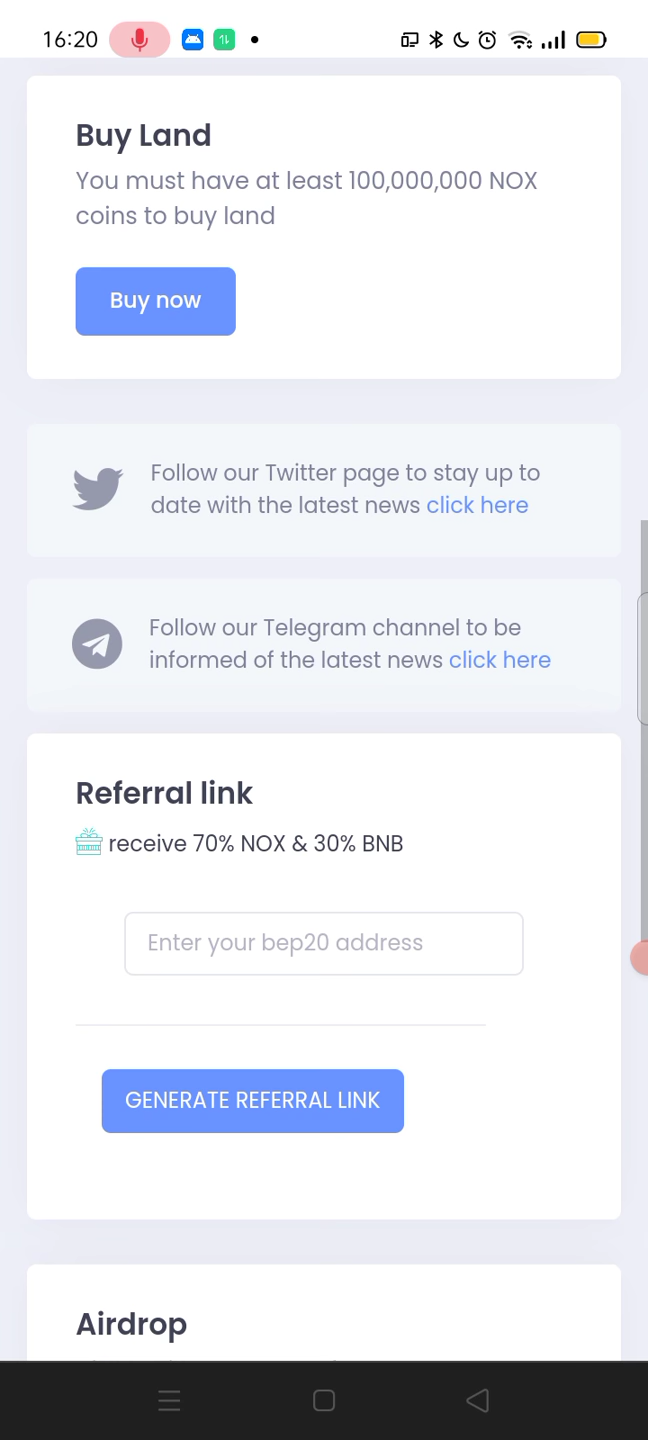 16:20
Buy Land
You must have at least 100,000,000 NOX
coins to buy land
Buy now
Follow our Twitter page to stay up to
date with the latest news click here
Follow our Telegram channel to be
informed of the latest news click here
Referral link
receive 70% NOX & 30% BNB
Enter your bep20 address
GENERATE REFERRAL LINK
Airdrop